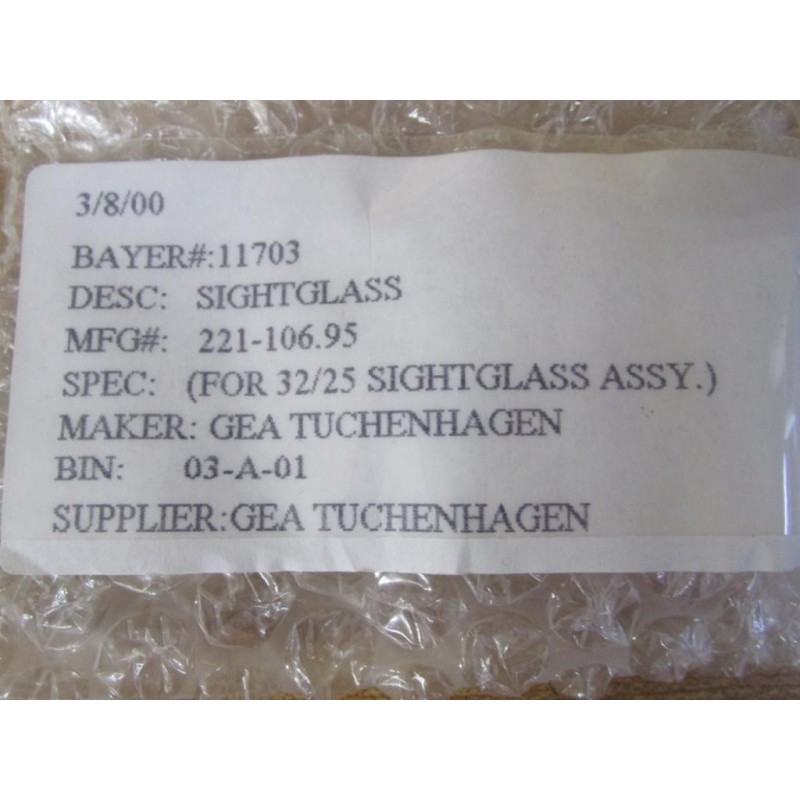 3/8/00
BAYER#:11703
DESC: SIGHTGLASS
MFG#: 221-106.95
SPEC: (FOR 32/25 SIGHTGLASS ASSY.)
MAKER: GEA TUCHENHAGEN
BIN: 03-A-01
SUPPLIER:GEA TUCHENHAGEN